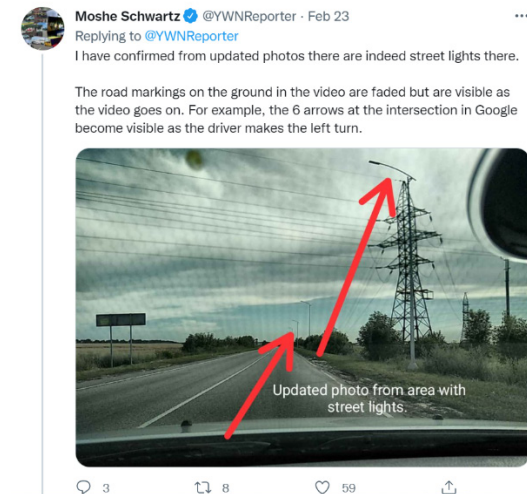 Moshe Schwartz @YWNReporter · Feb 23
Replying to @YWNReporter
I have confirmed from updated photos there are indeed street lights there.
The road markings on the ground in the video are faded but are visible as
the video goes on. For example, the 6 arrows at the intersection in Google
become visible as the driver makes the left turn.
Updated photo from area with
street lights.
3 8 59